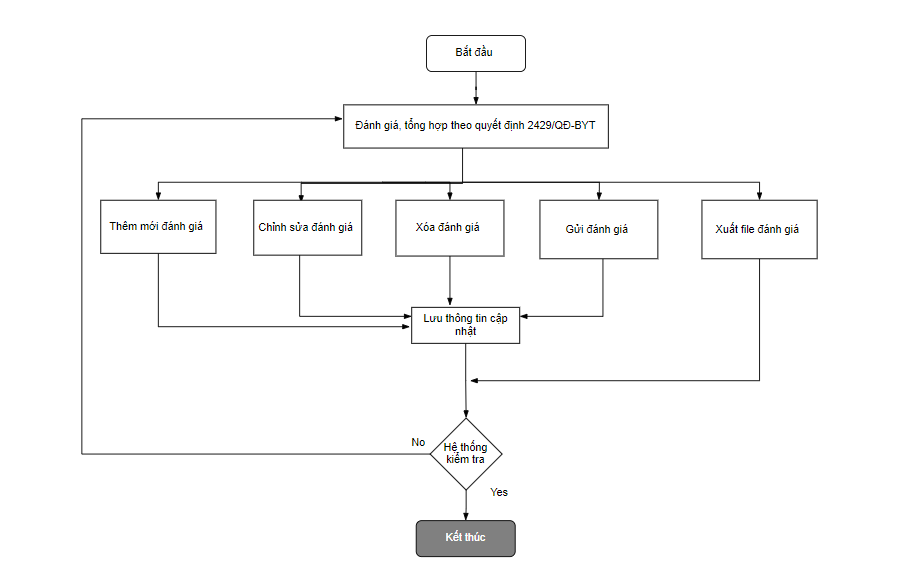 Bắt đầu
Đánh giá, tổng hợp theo quyết định 2429/QĐ-BYT
Thêm mới đánh giá
Chỉnh sửa đánh giá
Xóa đánh giá
Gửi đánh giá
Xuất file đánh giá
Lưu thông tin cập
nhật
No
Hệ thống
kiểm tra
Yes
Kết thúc